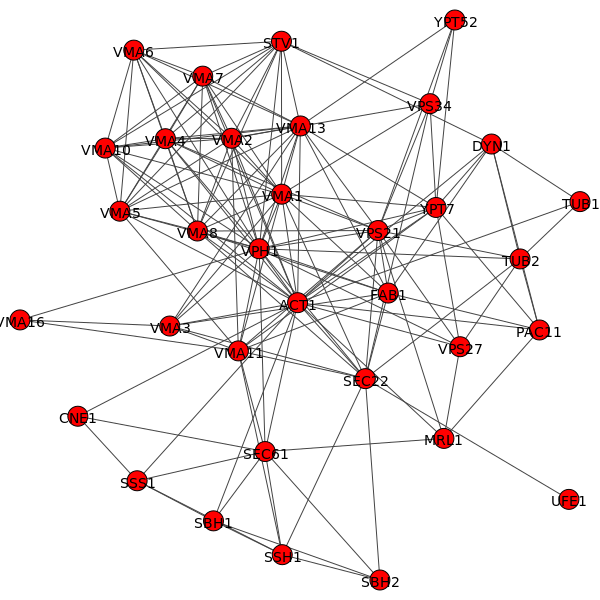 YPT52
STV1
VMA6
VMA7
VPS34
VMA13
VMA4
VMA2
DYN1
VMA10
VMA1
TUB1
YPT7
VMA5
VMA8
VPS21
VPH1
TUB2
FAB1
ACT1
VMA16
VMA3
PAC11
VPS27
VMA11
SEC22
CNE1
MRL1
SEC61
SSS1
UFE1
SBH1
SSH1
SBH2